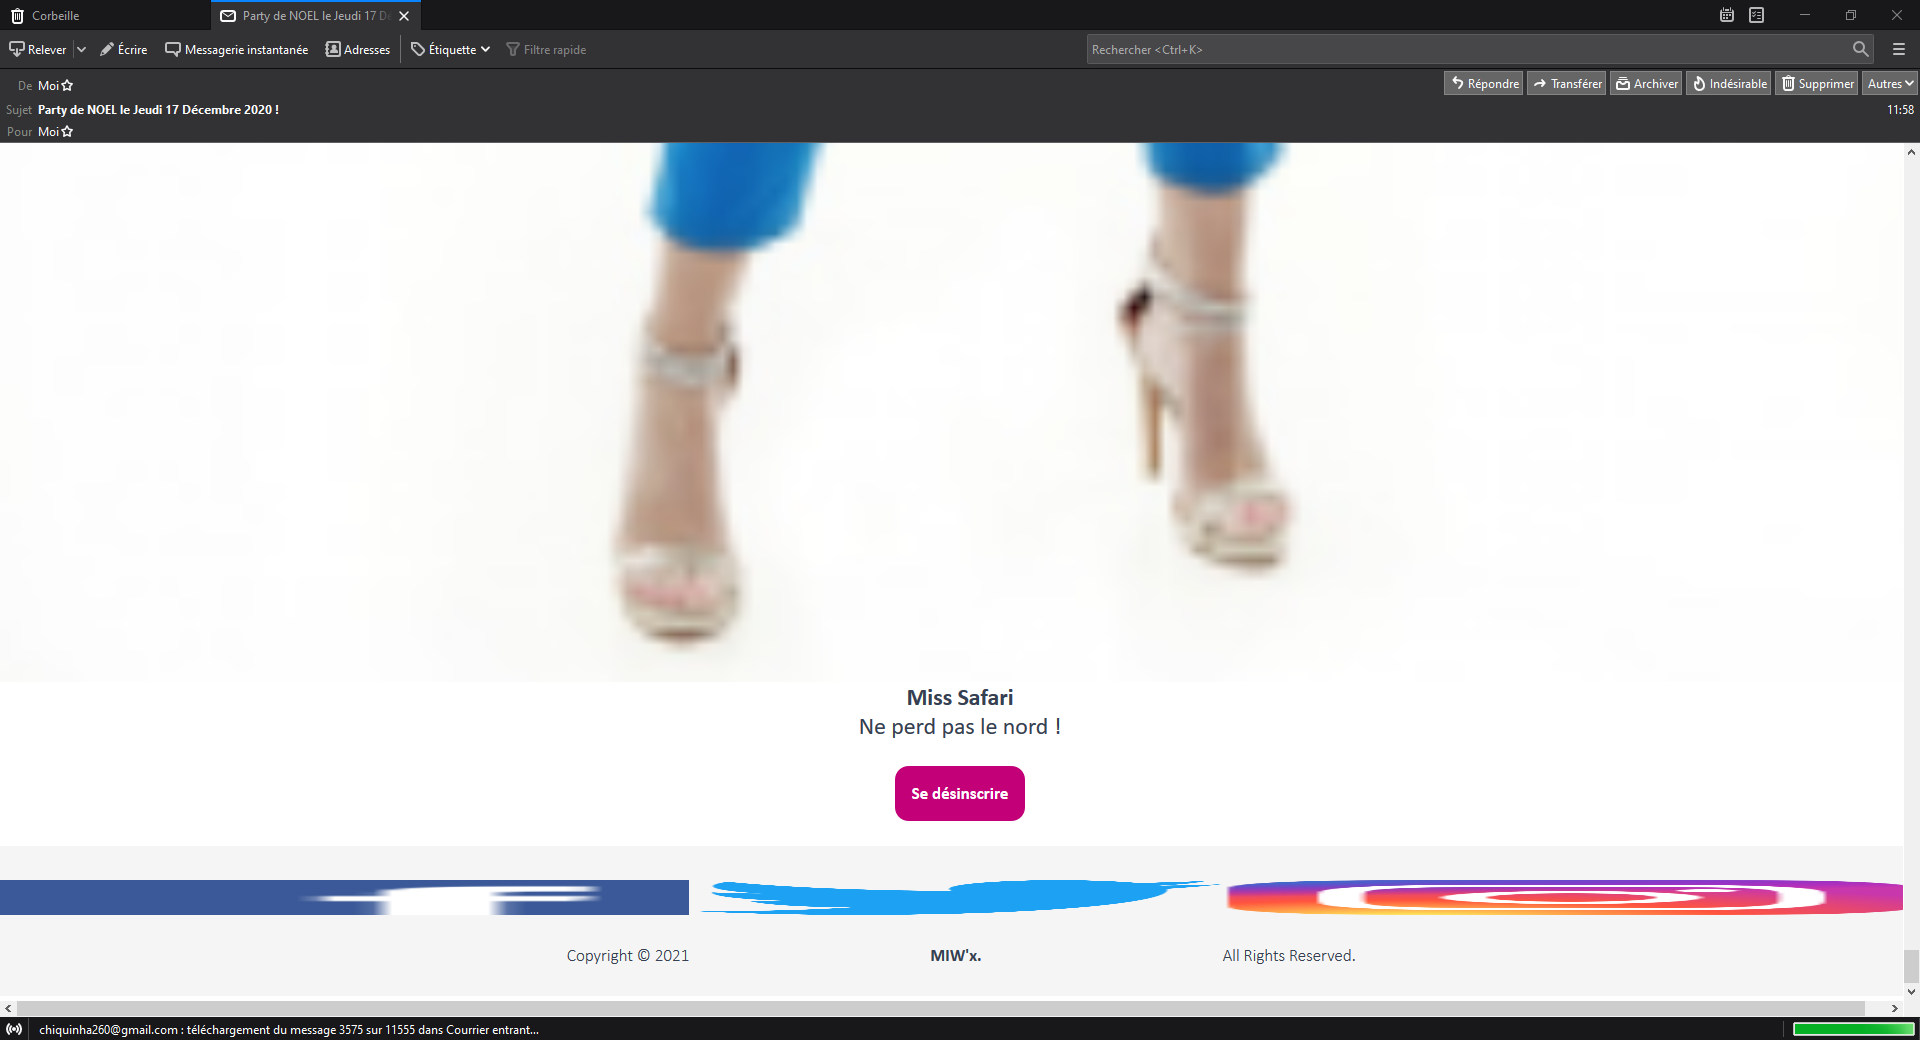 Corbeille
Party de NOEL le Jeudi 17 D
Relever
Écrire
Messagerie instantanée
Adresses
Étiquette
Filtre rapide
Rechercher <Ctrl+K>
De Moi
Répondre
Transférer
Archiver
Indésirable
Supprimer
Autres
Sujet Party de NOEL le Jeudi 17 Décembre 2020 !
11:58
Pour Moi
Miss Safari
Ne perd pas le nord !
Se désinscrire
Copyright © 2021
MIW'x.
All Rights Reserved.
chiquinha260@gmail.com : téléchargement du message 3575 sur 11555 dans Courrier entrant...